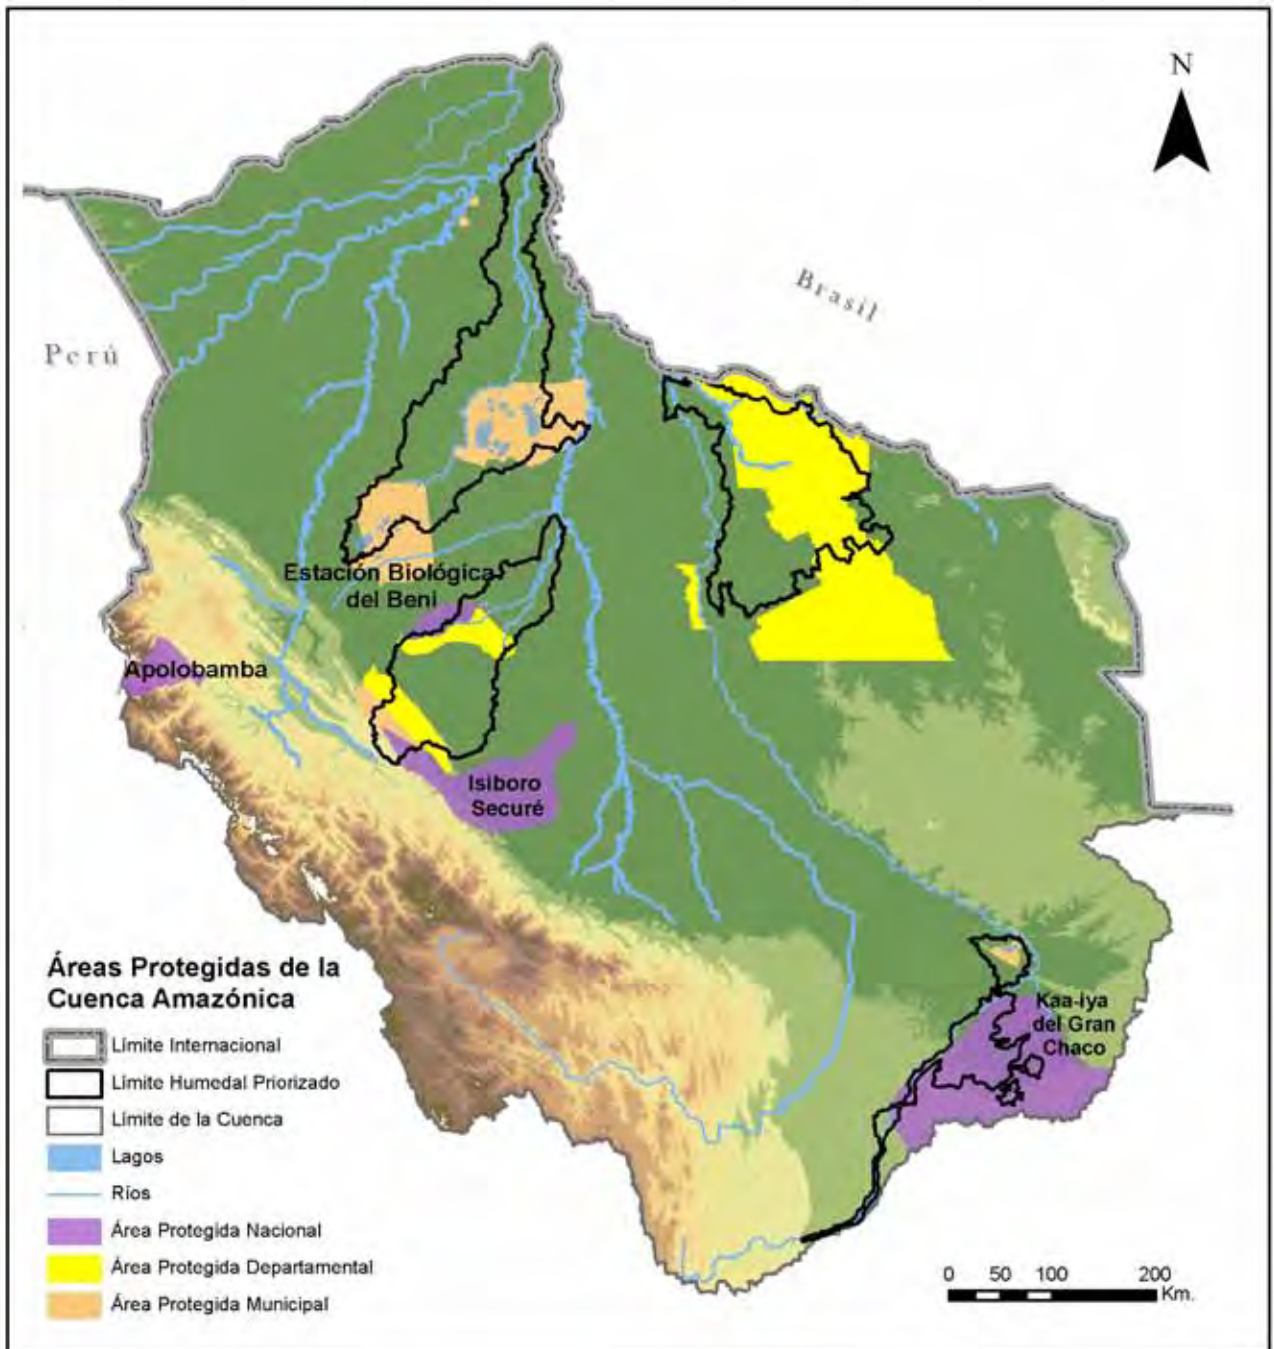 N
Brasil
Perú
Estación Biológica
del Beni
Apolobamba
Isiboro
Securé
Kaa-iya
del Gran
Chaco
Áreas Protegidas de la
Cuenca Amazónica
Límite Internacional
Límite Humedal Priorizado
Límite de la Cuenca
Lagos
Ríos
Área Protegida Nacional
Área Protegida Departamental
Área Protegida Municipal
0 50 100 200
Km.